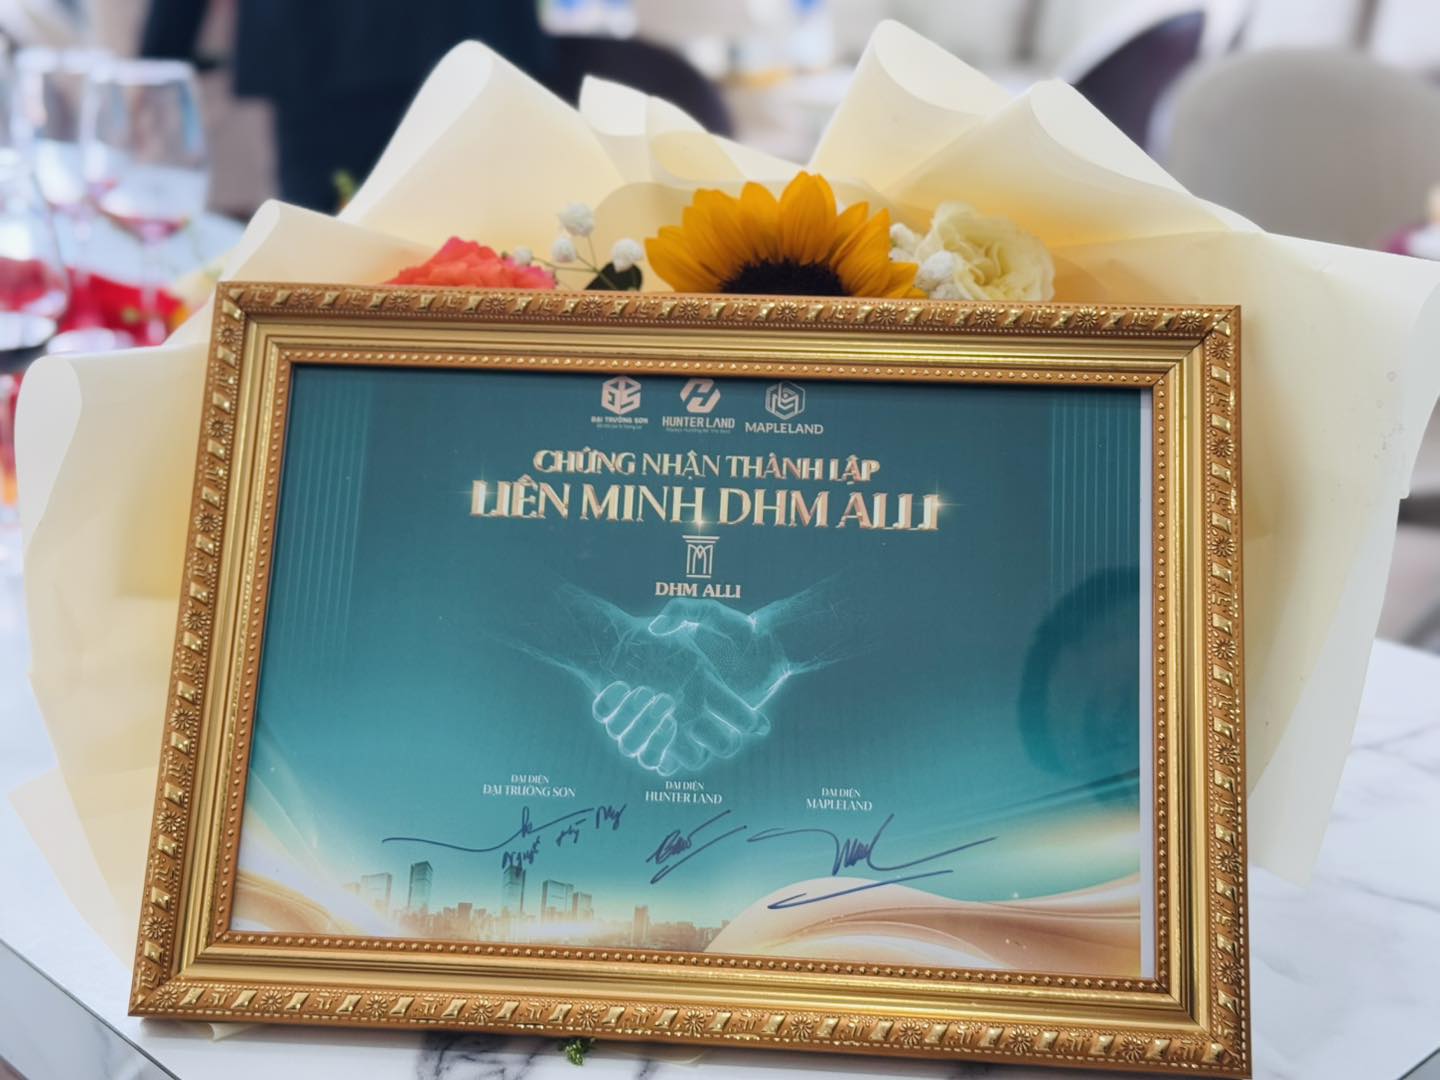 ĐẠI TRƯỜNG SƠN
HUNTER LAND
MAPLELAND
CHỨNG NHẬN THÀNH LẬP
LIÊN MINH DHM ALLI
DHM ALLI
ĐẠI DIỆN
ĐẠI TRƯỜNG SƠN
ĐẠI DIỆN
HUNTER LAND
ĐẠI DIỆN
MAPLELAND